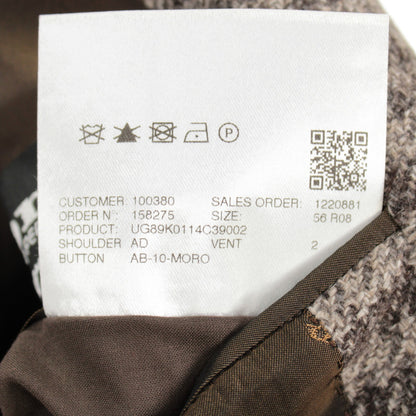 CUSTOMER 100380 SALES ORDER: 1220881
ORDER N°: 158275 SIZE: 56 R08
PRODUCT: UG89K0114C39002
SHOULDER AD VENT 2
BUTTON AB-10-MORO